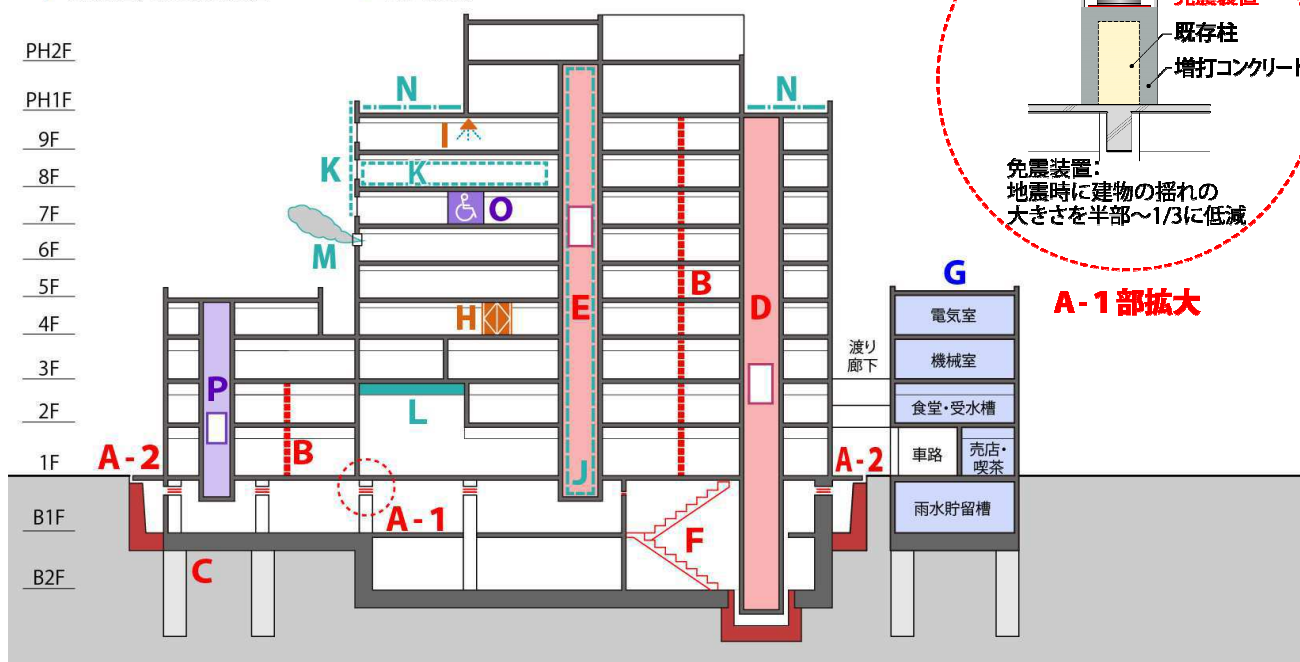 免震装置
既存柱
増打コンクリート
免震装置：
地震時に建物の揺れの
大きさを半部～1/3に低減
A-1部拡大
PH2F
PH1F
9F
8F
7F
6F
5F
4F
3F
2F
1F
B1F
B2F
N
N
I
K
K
O
M
B
E
D
H
G
P
L
B
J
A-2
A-2
A-1
C
F
渡り
廊下
電気室
機械室
食堂・受水槽
車路
売店・
喫茶
雨水貯留槽